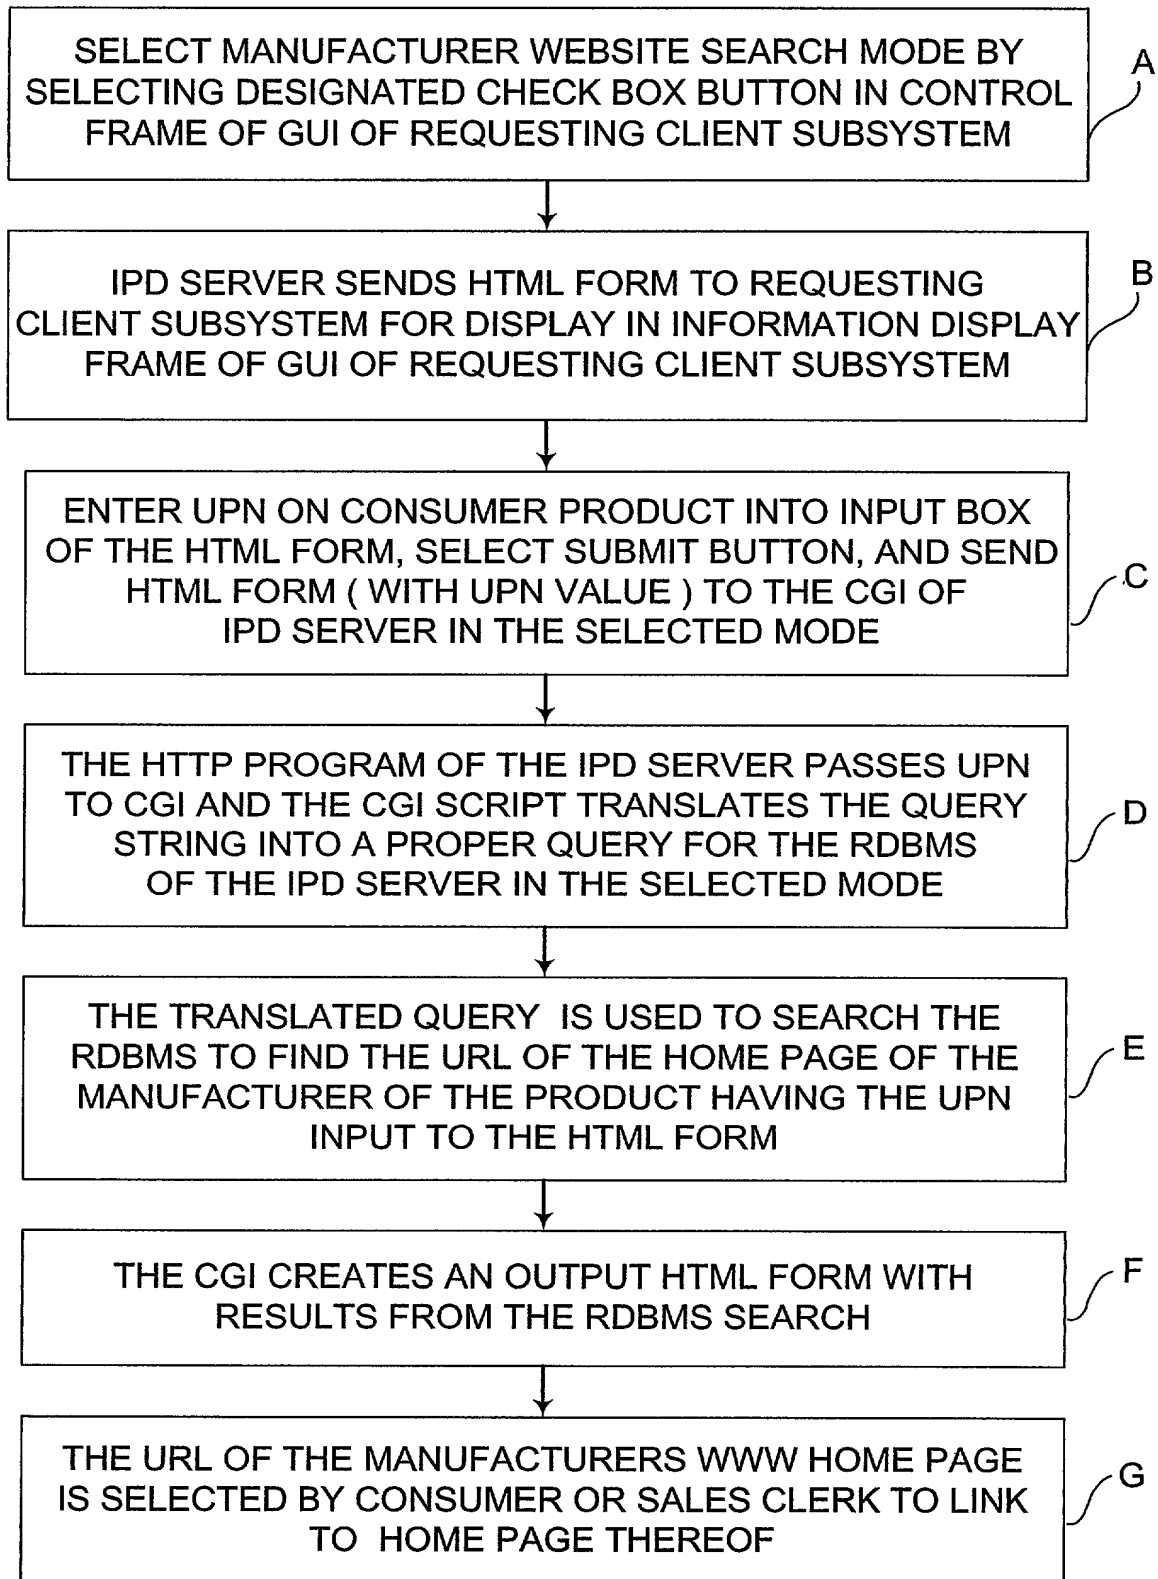 SELECT MANUFACTURER WEBSITE SEARCH MODE BY
SELECTING DESIGNATED CHECK BOX BUTTON IN CONTROL
FRAME OF GUI OF REQUESTING CLIENT SUBSYSTEM
A
IPD SERVER SENDS HTML FORM TO REQUESTING
CLIENT SUBSYSTEM FOR DISPLAY IN INFORMATION DISPLAY
FRAME OF GUI OF REQUESTING CLIENT SUBSYSTEM
B
ENTER UPN ON CONSUMER PRODUCT INTO INPUT BOX
OF THE HTML FORM, SELECT SUBMIT BUTTON, AND SEND
HTML FORM ( WITH UPN VALUE ) TO THE CGI OF
IPD SERVER IN THE SELECTED MODE
C
THE HTTP PROGRAM OF THE IPD SERVER PASSES UPN
TO CGI AND THE CGI SCRIPT TRANSLATES THE QUERY
STRING INTO A PROPER QUERY FOR THE RDBMS
OF THE IPD SERVER IN THE SELECTED MODE
D
THE TRANSLATED QUERY IS USED TO SEARCH THE
RDBMS TO FIND THE URL OF THE HOME PAGE OF THE
MANUFACTURER OF THE PRODUCT HAVING THE UPN
INPUT TO THE HTML FORM
E
THE CGI CREATES AN OUTPUT HTML FORM WITH
RESULTS FROM THE RDBMS SEARCH
F
THE URL OF THE MANUFACTURERS WWW HOME PAGE
IS SELECTED BY CONSUMER OR SALES CLERK TO LINK
TO HOME PAGE THEREOF
G